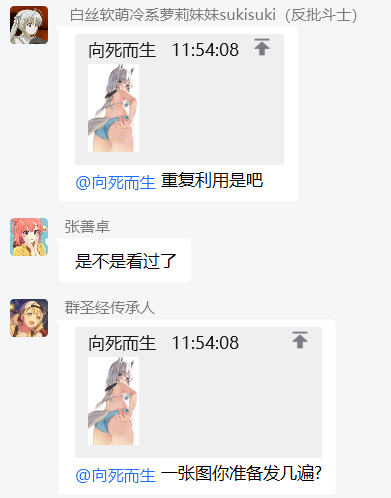 白丝软萌冷系萝莉妹妹sukisuki（反批斗士）
向死而生 11:54:08
@向死而生 重复利用是吧
张善卓
是不是看过了
群圣经传承人
向死而生 11:54:08
@向死而生 一张图你准备发几遍?